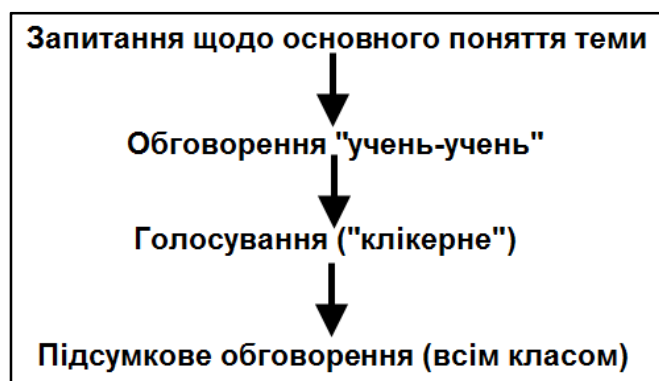 Запитання щодо основного поняття теми
Обговорення "учень-учень"
Голосування ("клікерне")
Підсумкове обговорення (всім класом)